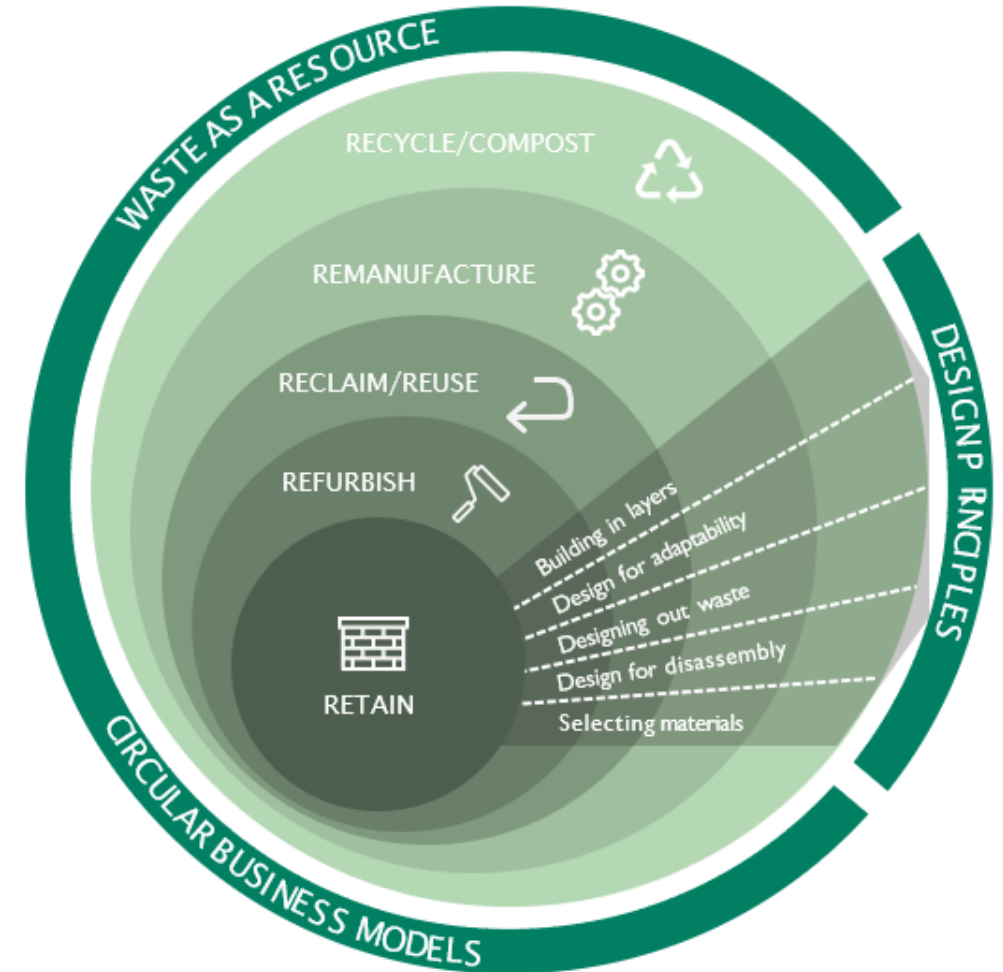 WASTE AS A RESOURCE
RECYCLE/COMPOST
REMANUFACTURE
RECLAIM/REUSE
REFURBISH
RETAIN
Building in layers
Design for adaptability
Designing out waste
Design for disassembly
Selecting materials
DESIGNP RNCIPLES
CIRCULAR BUSINESS MODELS